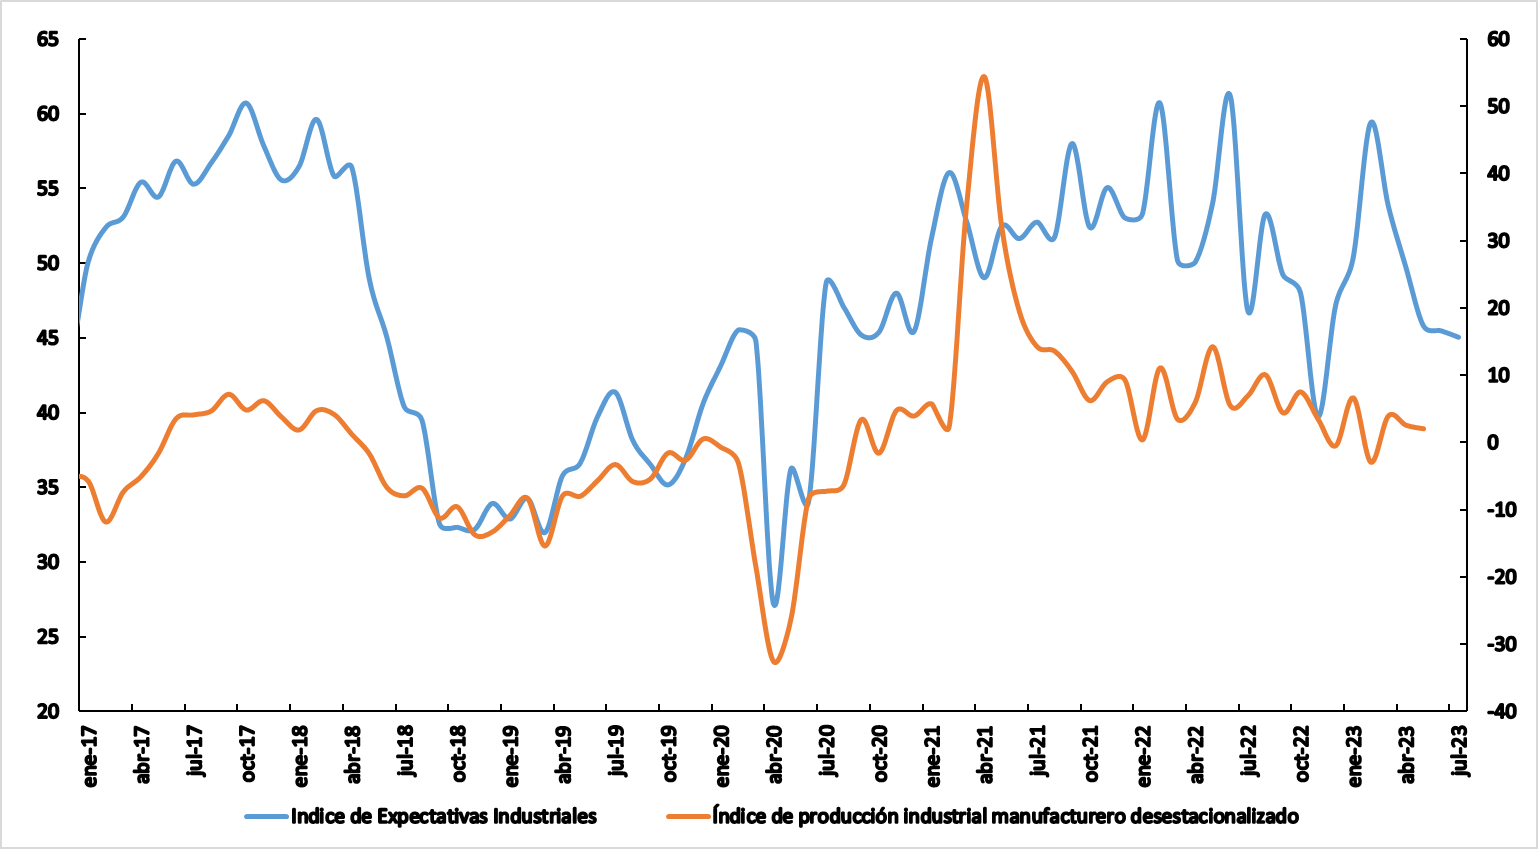 65
60
55
50
45
40
35
30
25
20
60
50
40
30
20
10
0
-10
-20
-30
-40
ene-17
abr-17
jul-17
oct-17
ene-18
abr-18
jul-18
oct-18
ene-19
abr-19
jul-19
oct-19
ene-20
abr-20
jul-20
oct-20
ene-21
abr-21
jul-21
oct-21
ene-22
abr-22
jul-22
oct-22
ene-23
abr-23
jul-23
Indice de Expectativas Industriales
Índice de producción industrial manufacturero desestacionalizado